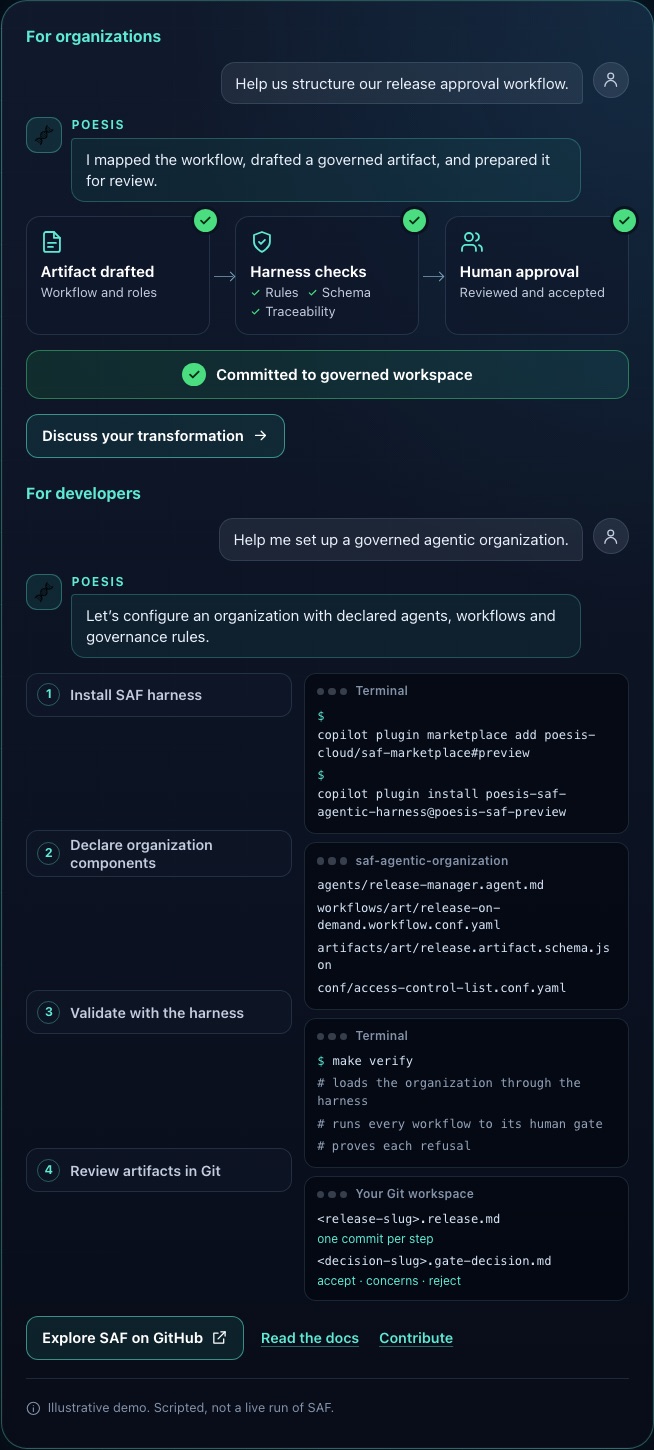 For organizations
Help us structure our release approval workflow.
POESIS
I mapped the workflow, drafted a governed artifact, and prepared it
for review.
Artifact drafted
Workflow and roles
Harness checks
Rules Schema
Traceability
Human approval
Reviewed and accepted
Committed to governed workspace
Discuss your transformation →
For developers
Help me set up a governed agentic organization.
POESIS
Let’s configure an organization with declared agents, workflows and
governance rules.
1 Install SAF harness
Terminal
$
copilot plugin marketplace add poesis-
cloud/saf-marketplace#preview
$
copilot plugin install poesis-saf-
agentic-harness@poesis-saf-preview
2 Declare organization
components
saf-agentic-organization
agents/release-manager.agent.md
workflows/art/release-on-
demand.workflow.conf.yaml
artifacts/art/release.artifact.schema.js
on
conf/access-control-list.conf.yaml
3 Validate with the harness
Terminal
$ make verify
# loads the organization through the
harness
# runs every workflow to its human gate
# proves each refusal
4 Review artifacts in Git
Your Git workspace
<release-slug>.release.md
one commit per step
<decision-slug>.gate-decision.md
accept · concerns · reject
Explore SAF on GitHub
Read the docs
Contribute
Illustrative demo. Scripted, not a live run of SAF.